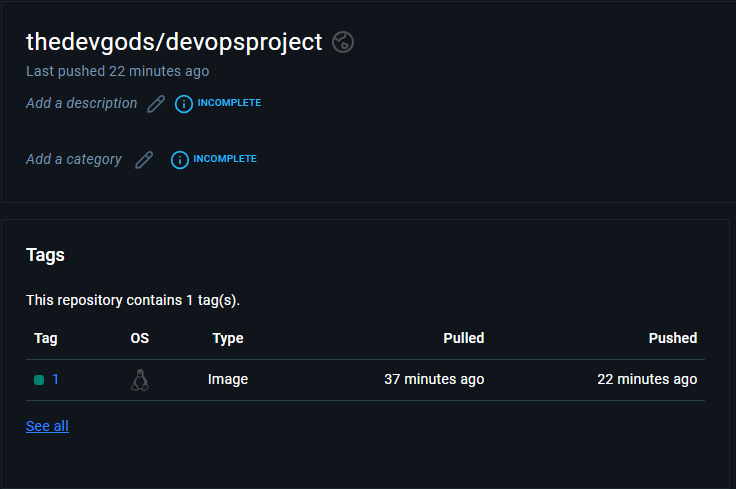 thedevgods/devopsproject
Last pushed 22 minutes ago
Add a description INCOMPLETE
Add a category INCOMPLETE
Tags
This repository contains 1 tag(s).
Tag OS Type Pulled Pushed
1 Image 37 minutes ago 22 minutes ago
See all